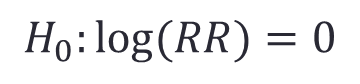 H₀: log(RR) = 0